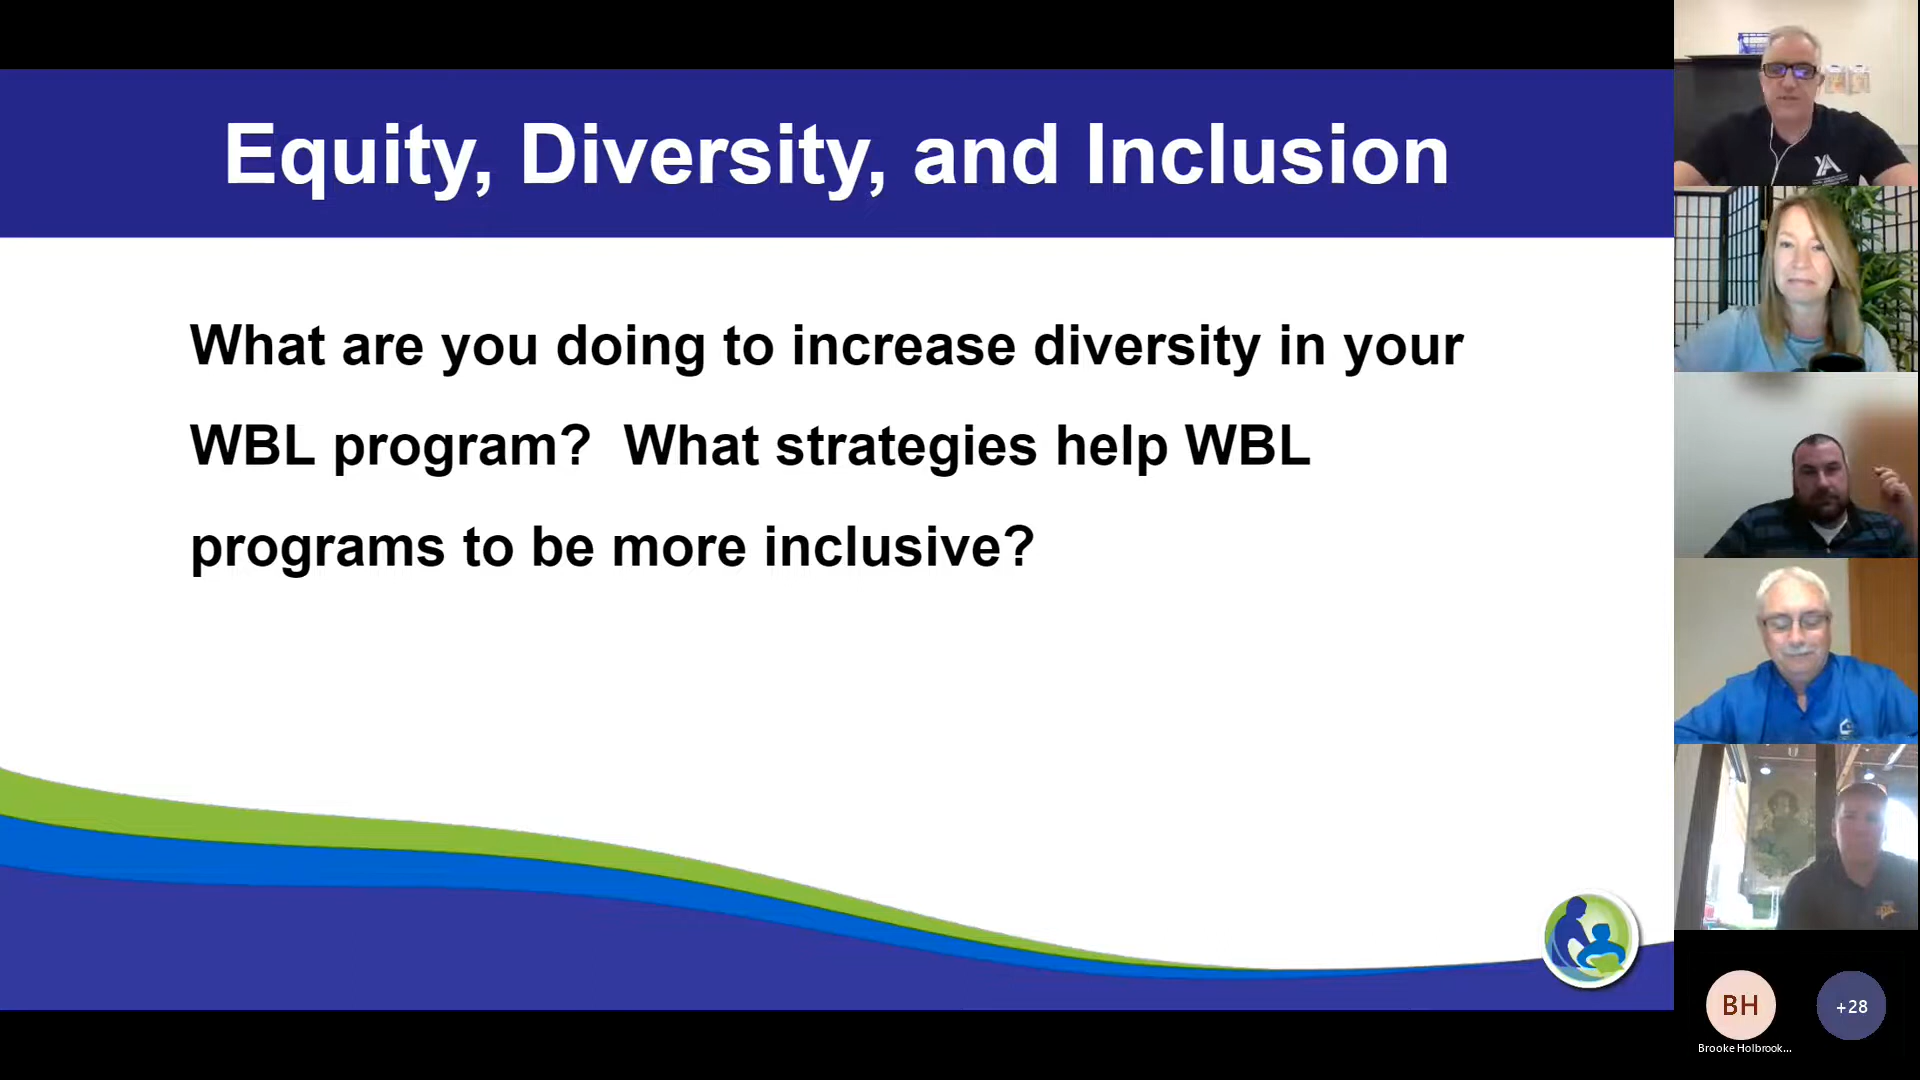 Equity, Diversity, and Inclusion
What are you doing to increase diversity in your
WBL program?  What strategies help WBL
programs to be more inclusive?
YA
BH
+28
Brooke Holbrook...